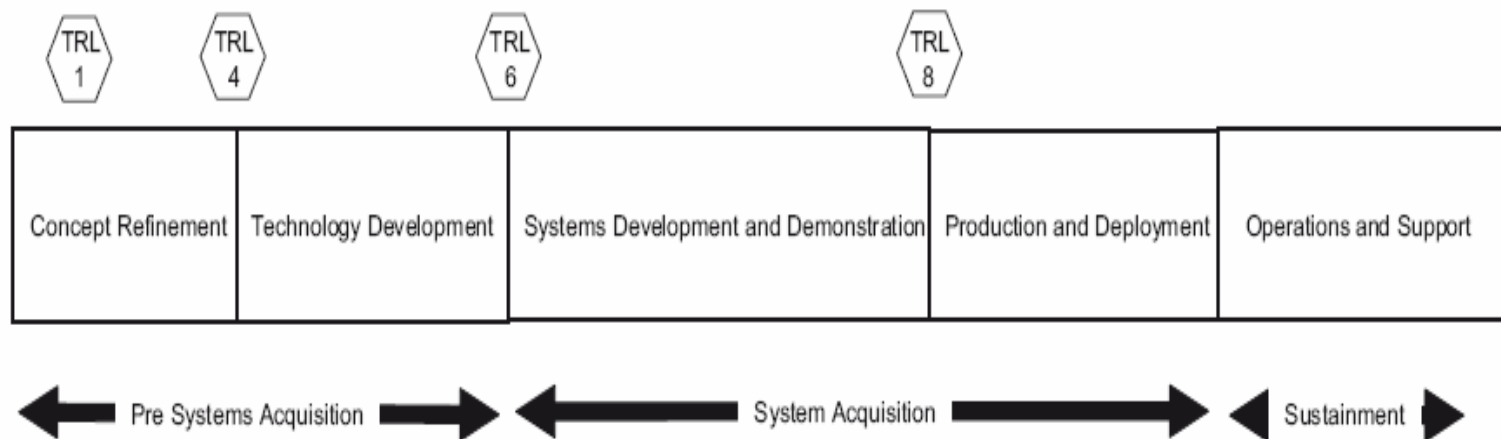 TRL
1
TRL
4
TRL
6
TRL
8
Concept Refinement
Technology Development
Systems Development and Demonstration
Production and Deployment
Operations and Support
Pre Systems Acquisition
System Acquisition
Sustainment